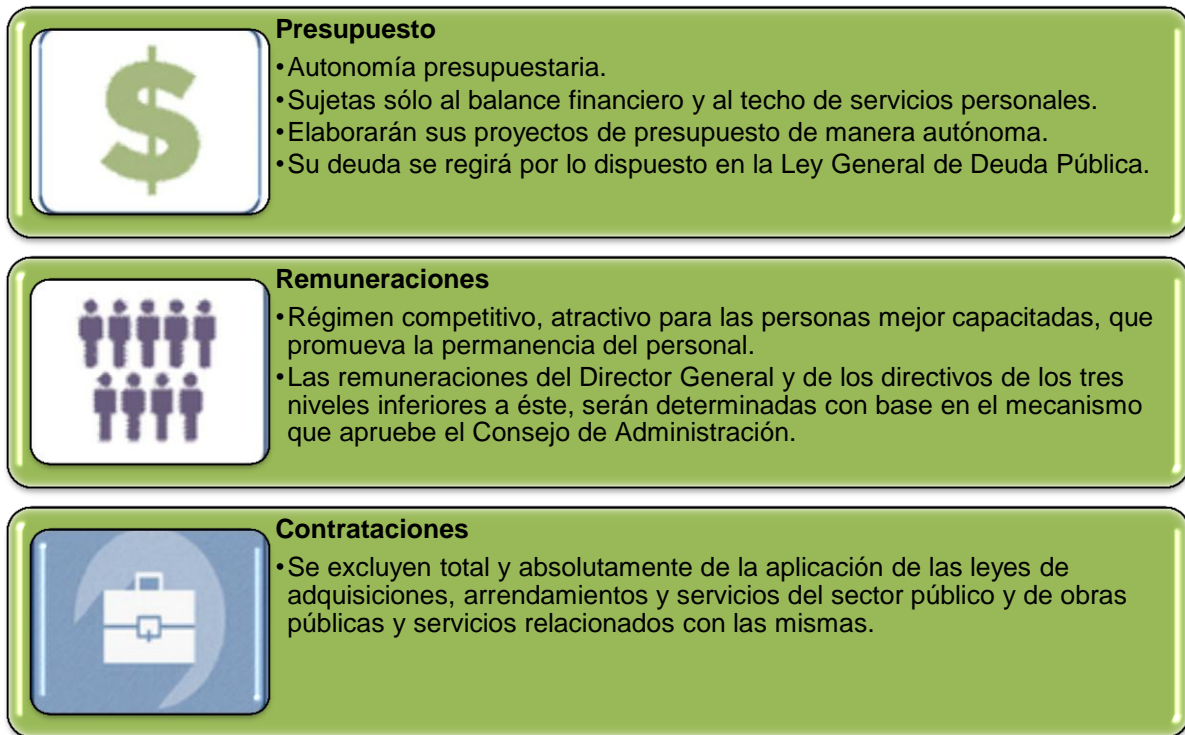 Presupuesto
•Autonomía presupuestaria.
•Sujetas sólo al balance financiero y al techo de servicios personales.
•Elaborarán sus proyectos de presupuesto de manera autónoma.
•Su deuda se regirá por lo dispuesto en la Ley General de Deuda Pública.
Remuneraciones
•Régimen competitivo, atractivo para las personas mejor capacitadas, que
promueva la permanencia del personal.
•Las remuneraciones del Director General y de los directivos de los tres
niveles inferiores a éste, serán determinadas con base en el mecanismo
que apruebe el Consejo de Administración.
Contrataciones
•Se excluyen total y absolutamente de la aplicación de las leyes de
adquisiciones, arrendamientos y servicios del sector público y de obras
públicas y servicios relacionados con las mismas.